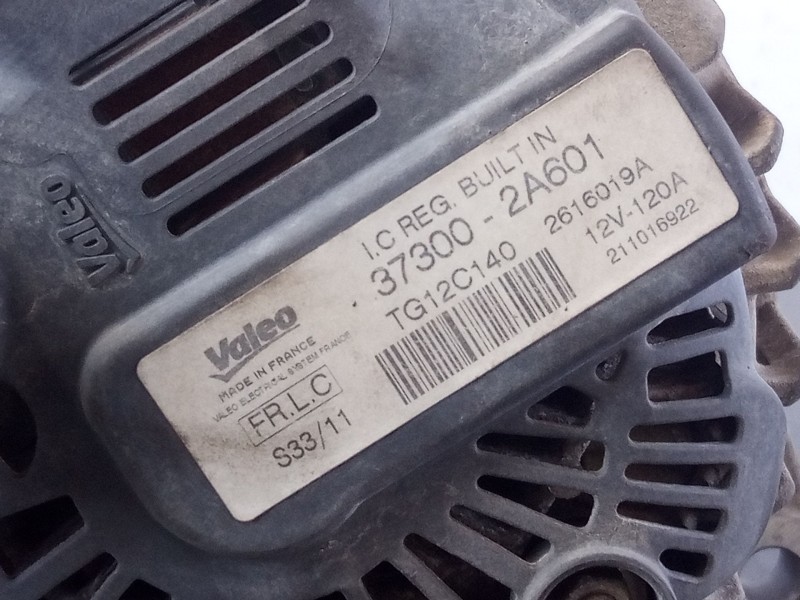 Valeo
I.C REG. BUILT IN
37300 - 2A601
TG12C140 2616019A
12V-120A
211016922
Valeo
MADE IN FRANCE
VALEO ELECTRICAL SYSTEM FRANCE
FR.L.C
S33/11